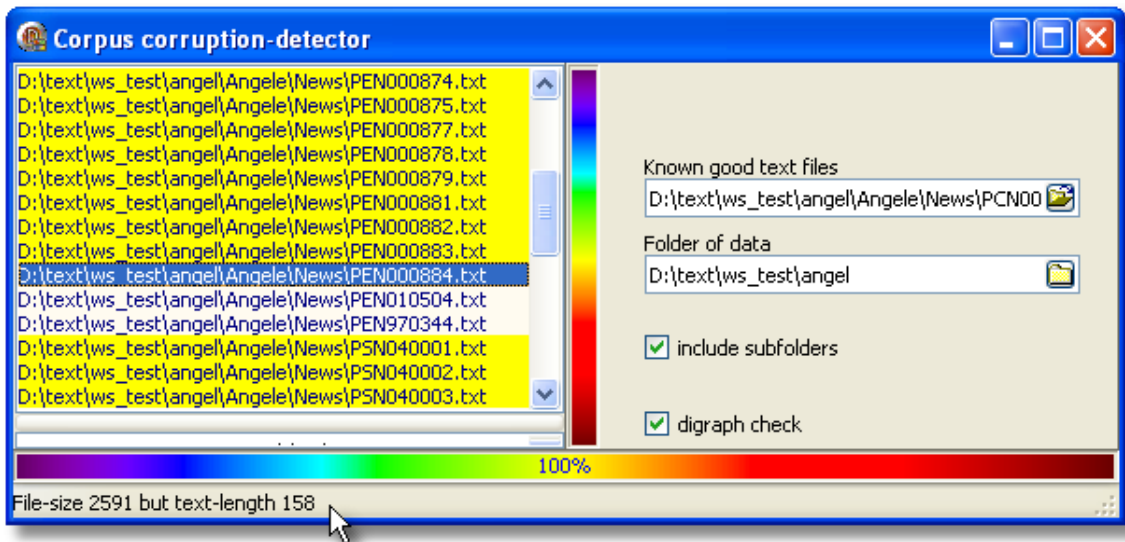 Corpus corruption-detector
D:\text\ws_test\angel\Angele\News\PEN000874.txt
D:\text\ws_test\angel\Angele\News\PEN000875.txt
D:\text\ws_test\angel\Angele\News\PEN000877.txt
D:\text\ws_test\angel\Angele\News\PEN000878.txt
D:\text\ws_test\angel\Angele\News\PEN000879.txt
D:\text\ws_test\angel\Angele\News\PEN000881.txt
D:\text\ws_test\angel\Angele\News\PEN000882.txt
D:\text\ws_test\angel\Angele\News\PEN000883.txt
D:\text\ws_test\angel\Angele\News\PEN000884.txt
D:\text\ws_test\angel\Angele\News\PEN010504.txt
D:\text\ws_test\angel\Angele\News\PEN970344.txt
D:\text\ws_test\angel\Angele\News\PSN040001.txt
D:\text\ws_test\angel\Angele\News\PSN040002.txt
D:\text\ws_test\angel\Angele\News\PSN040003.txt
Known good text files
D:\text\ws_test\angel\Angele\News\PCN00
Folder of data
D:\text\ws_test\angel
include subfolders
digraph check
100%
File-size 2591 but text-length 158